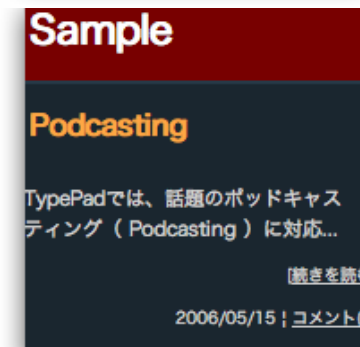 Sample
Podcasting
TypePadでは、話題のポッドキャス
ティング（ Podcasting ）に対応...
[続きを読
2006/05/15 ¦ コメント